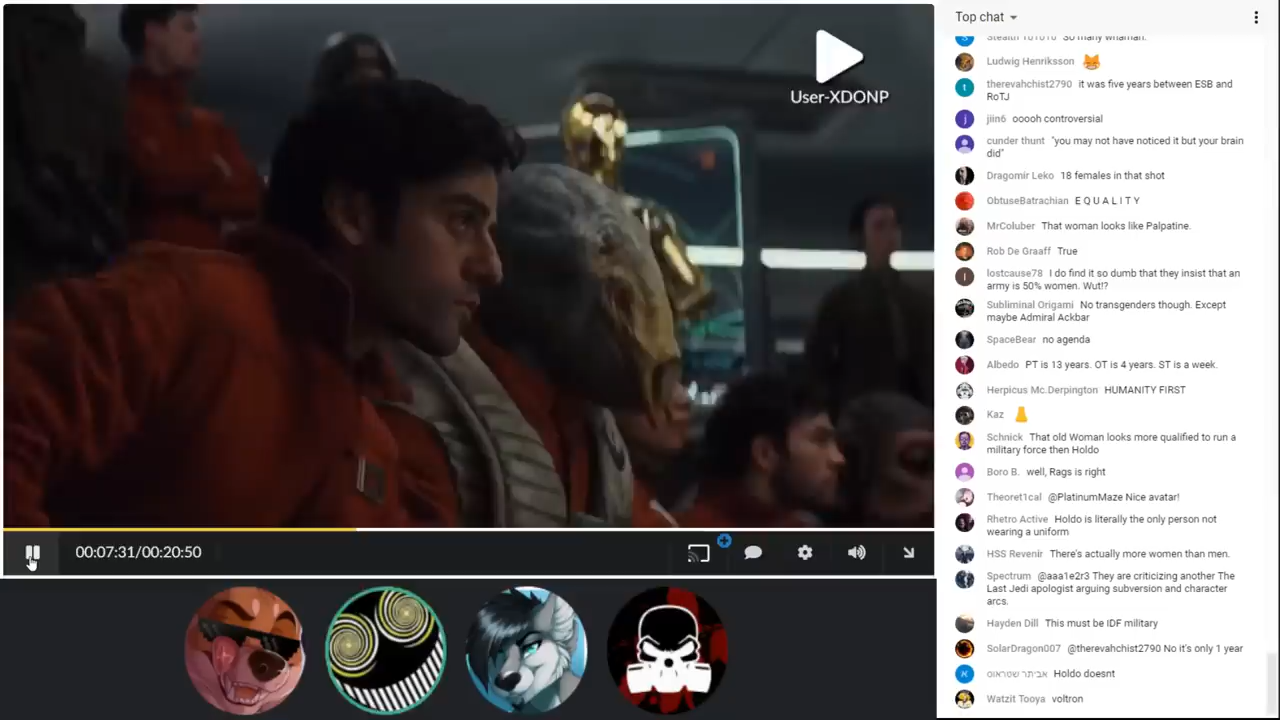 User-XDONP
00:07:31/00:20:50
Top chat
Stealth 101010 So many whaman.
Ludwig Henriksson
therevahchist2790 it was five years between ESB and
RoTJ
jiin6 ooooh controversial
cunder thunt "you may not have noticed it but your brain
did"
Dragomir Leko 18 females in that shot
ObtuseBatrachian E Q U A L I T Y
MrColuber That woman looks like Palpatine.
Rob De Graaff True
lostcause78 I do find it so dumb that they insist that an
army is 50% women. Wut!?
Subliminal Origami No transgenders though. Except
maybe Admiral Ackbar
SpaceBear no agenda
Albedo PT is 13 years. OT is 4 years. ST is a week.
Herpicus Mc.Derpington HUMANITY FIRST
Kaz
Schnick That old Woman looks more qualified to run a
military force then Holdo
Boro B. well, Rags is right
Theoret1cal @PlatinumMaze Nice avatar!
Rhetro Active Holdo is literally the only person not
wearing a uniform
HSS Revenir There's actually more women than men.
Spectrum @aaa1e2r3 They are criticizing another The
Last Jedi apologist arguing subversion and character
arcs.
Hayden Dill This must be IDF military
SolarDragon007 @therevahchist2790 No it's only 1 year
אביתר שטראוס Holdo doesnt
Watzit Tooya voltron